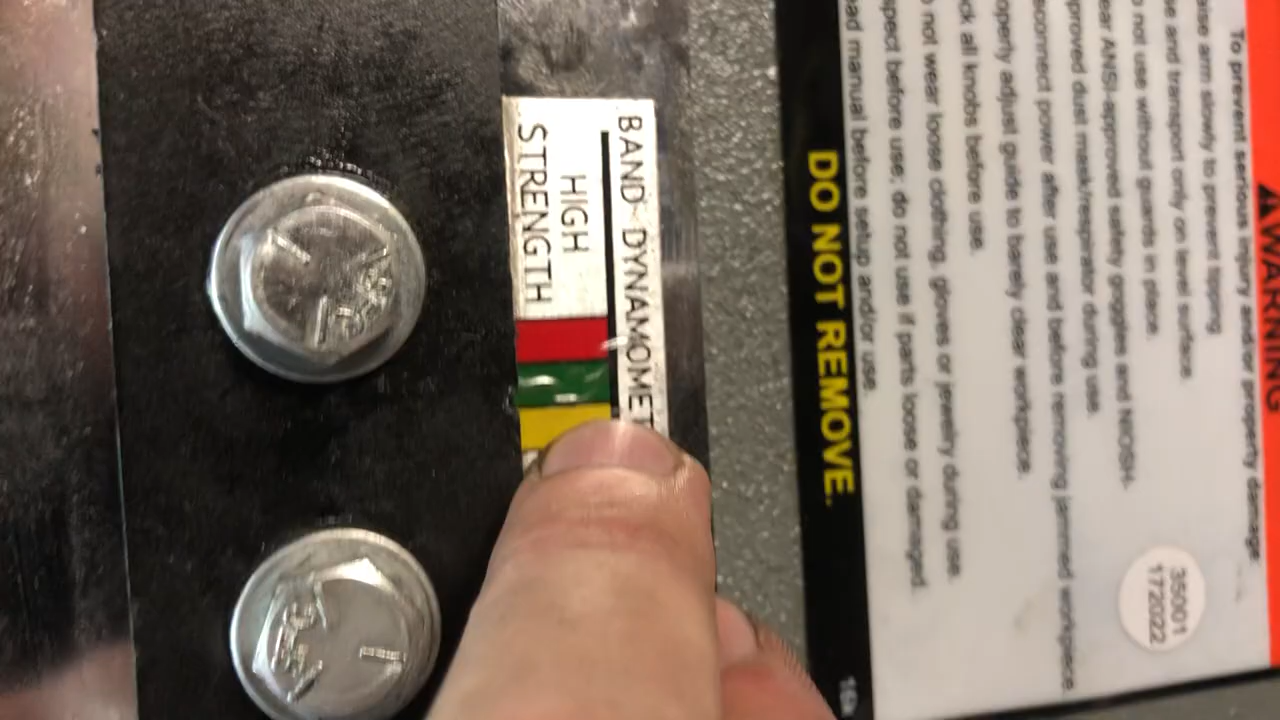 BAND DYNAMOMET
HIGH
STRENGTH
WARNING
To prevent serious injury and/or property damage:
aise arm slowly to prevent tipping
e and transport only on level surface.
not use without guards in place.
ear ANSI-approved safety goggles and NIOSH-
proved dust mask/respirator during use.
sconnect power after use and before removing jammed workpiece.
operly adjust guide to barely clear workpiece.
ck all knobs before use.
not wear loose clothing, gloves or jewelry during use.
spect before use; do not use if parts loose or damaged.
ad manual before setup and/or use.
DO NOT REMOVE.
35001
172022